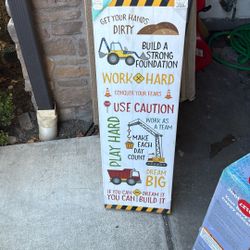 GET YOUR HANDS
DIRTY
BUILD A
STRONG
FOUNDATION
WORK HARD
CONQUER YOUR FEARS
USE CAUTION
PLAY HARD
WORK AS
A TEAM
MAKE
EACH
DAY
COUNT
DREAM
BIG
IF YOU CAN DREAM IT
YOU CAN BUILD IT